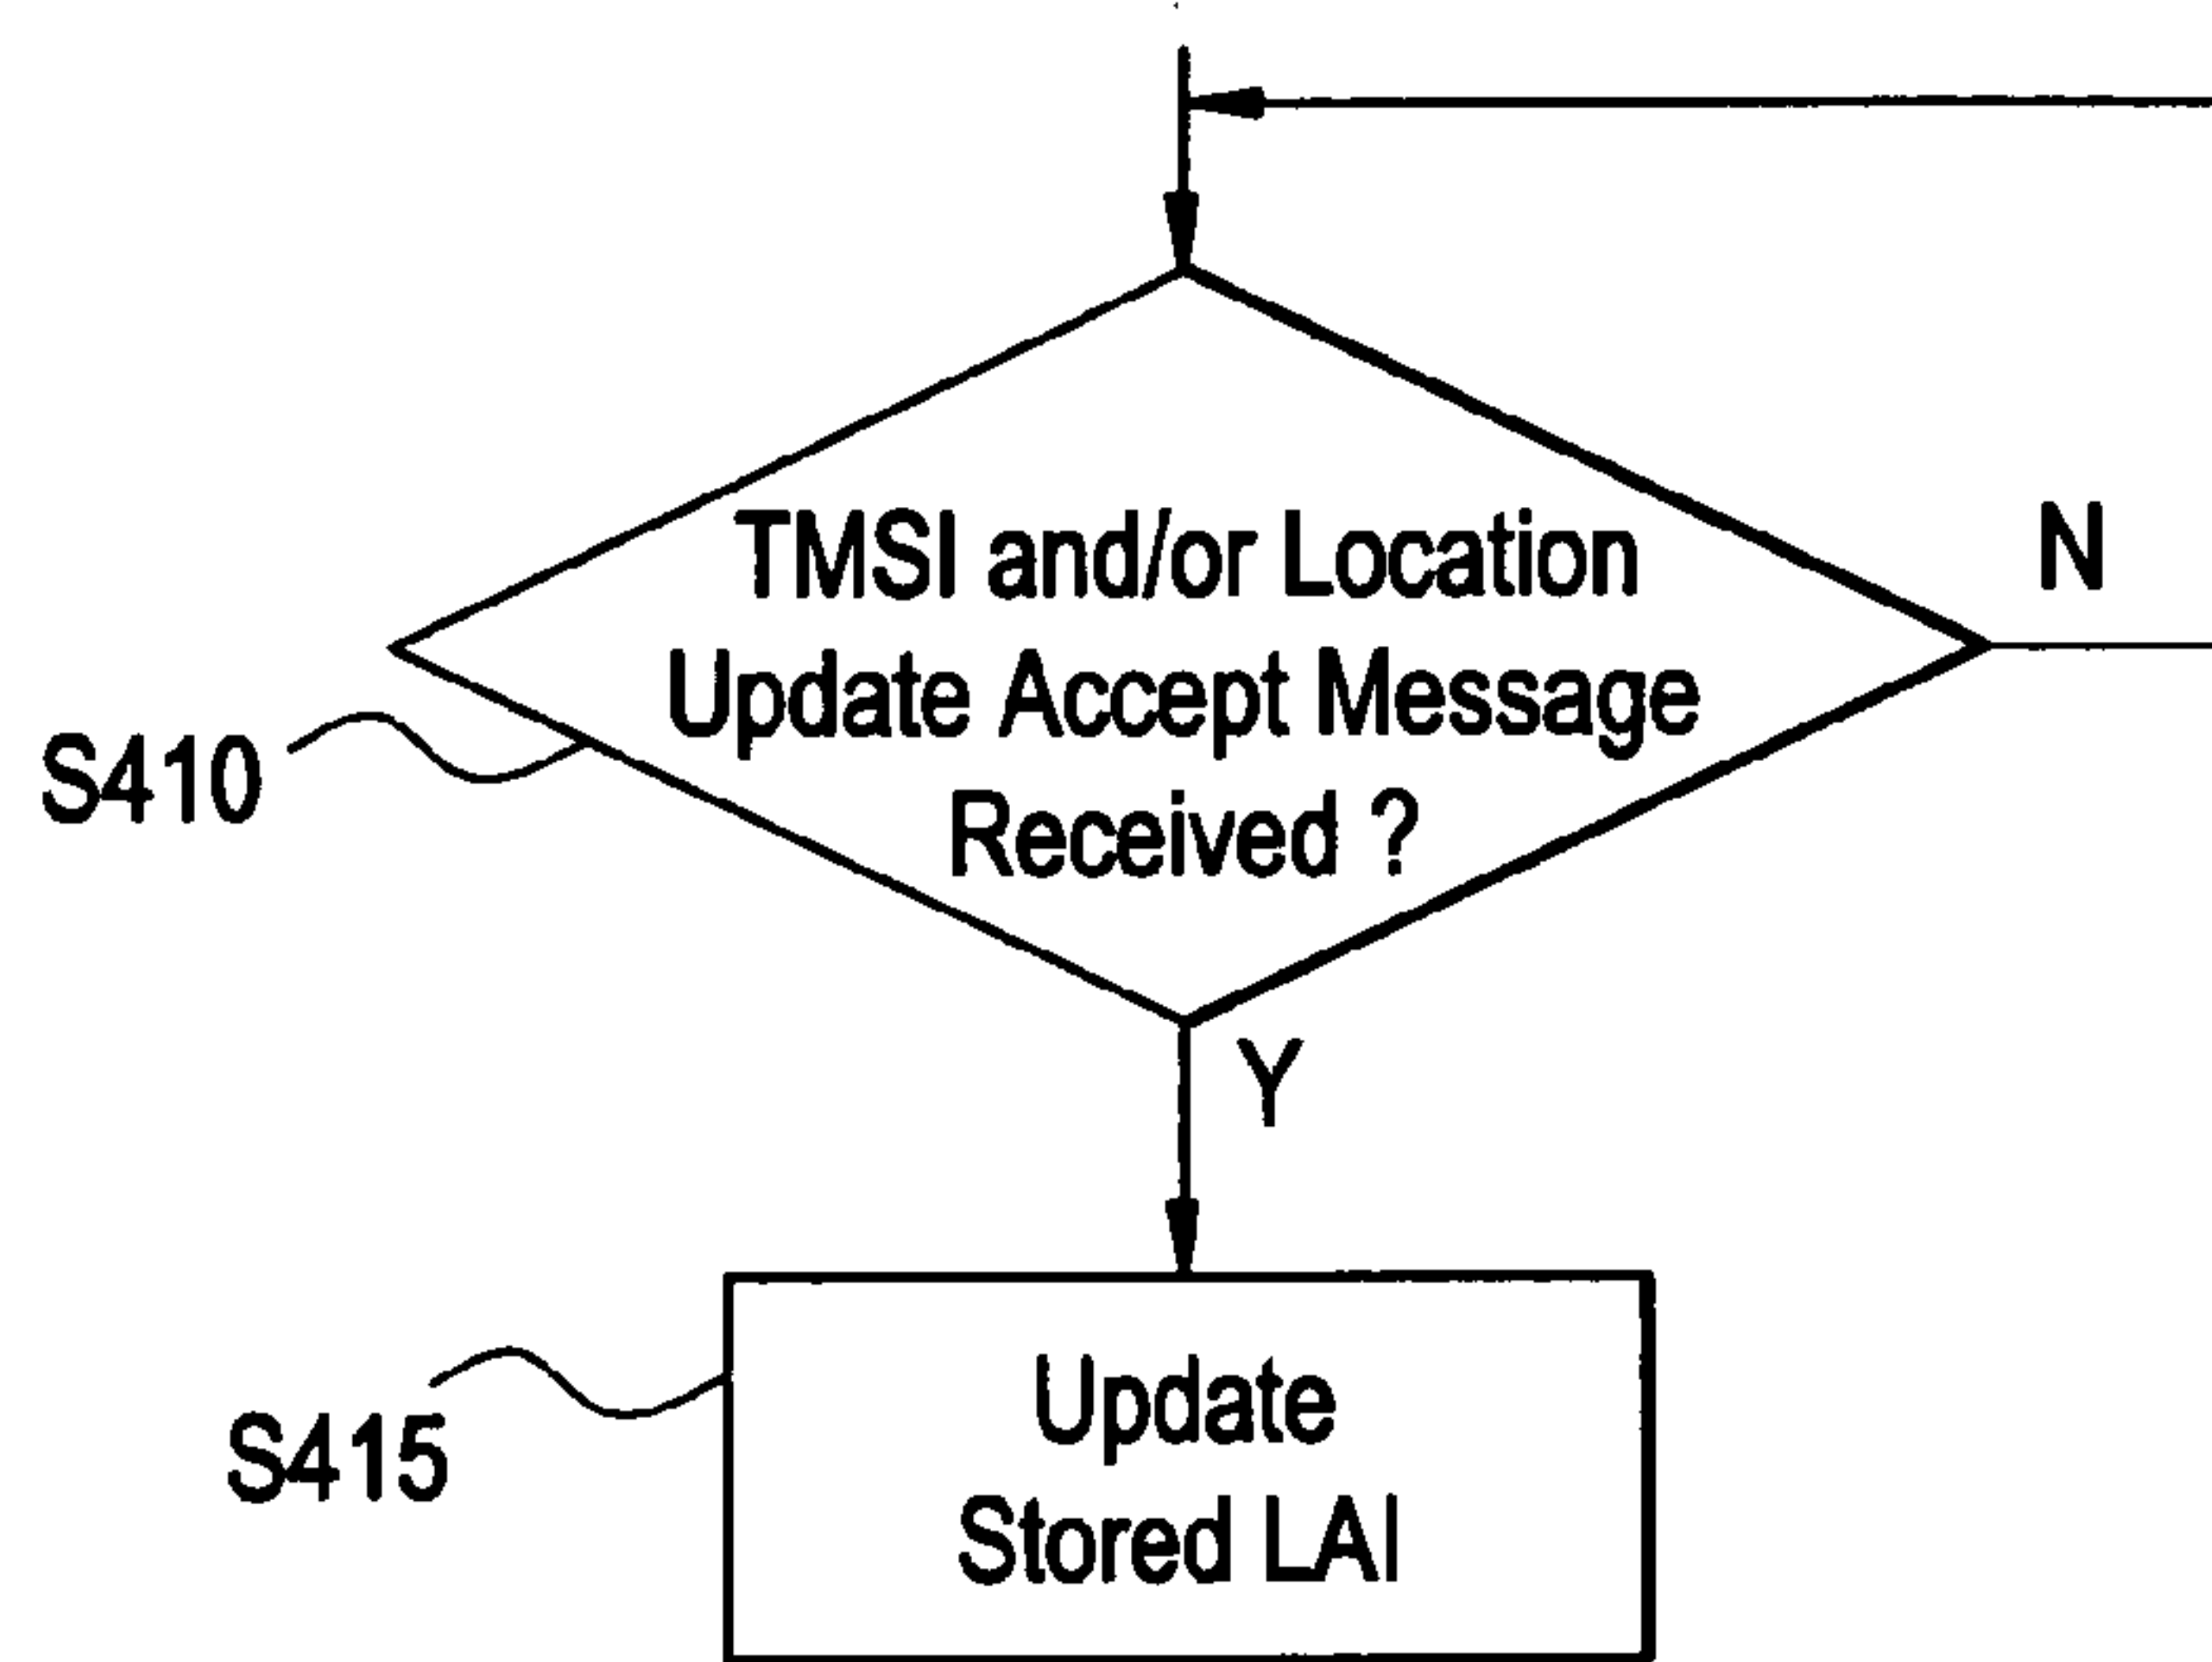 TMSI and/or Location
Update Accept Message
Received ?
N
S410
Y
Update
Stored LAI
S415